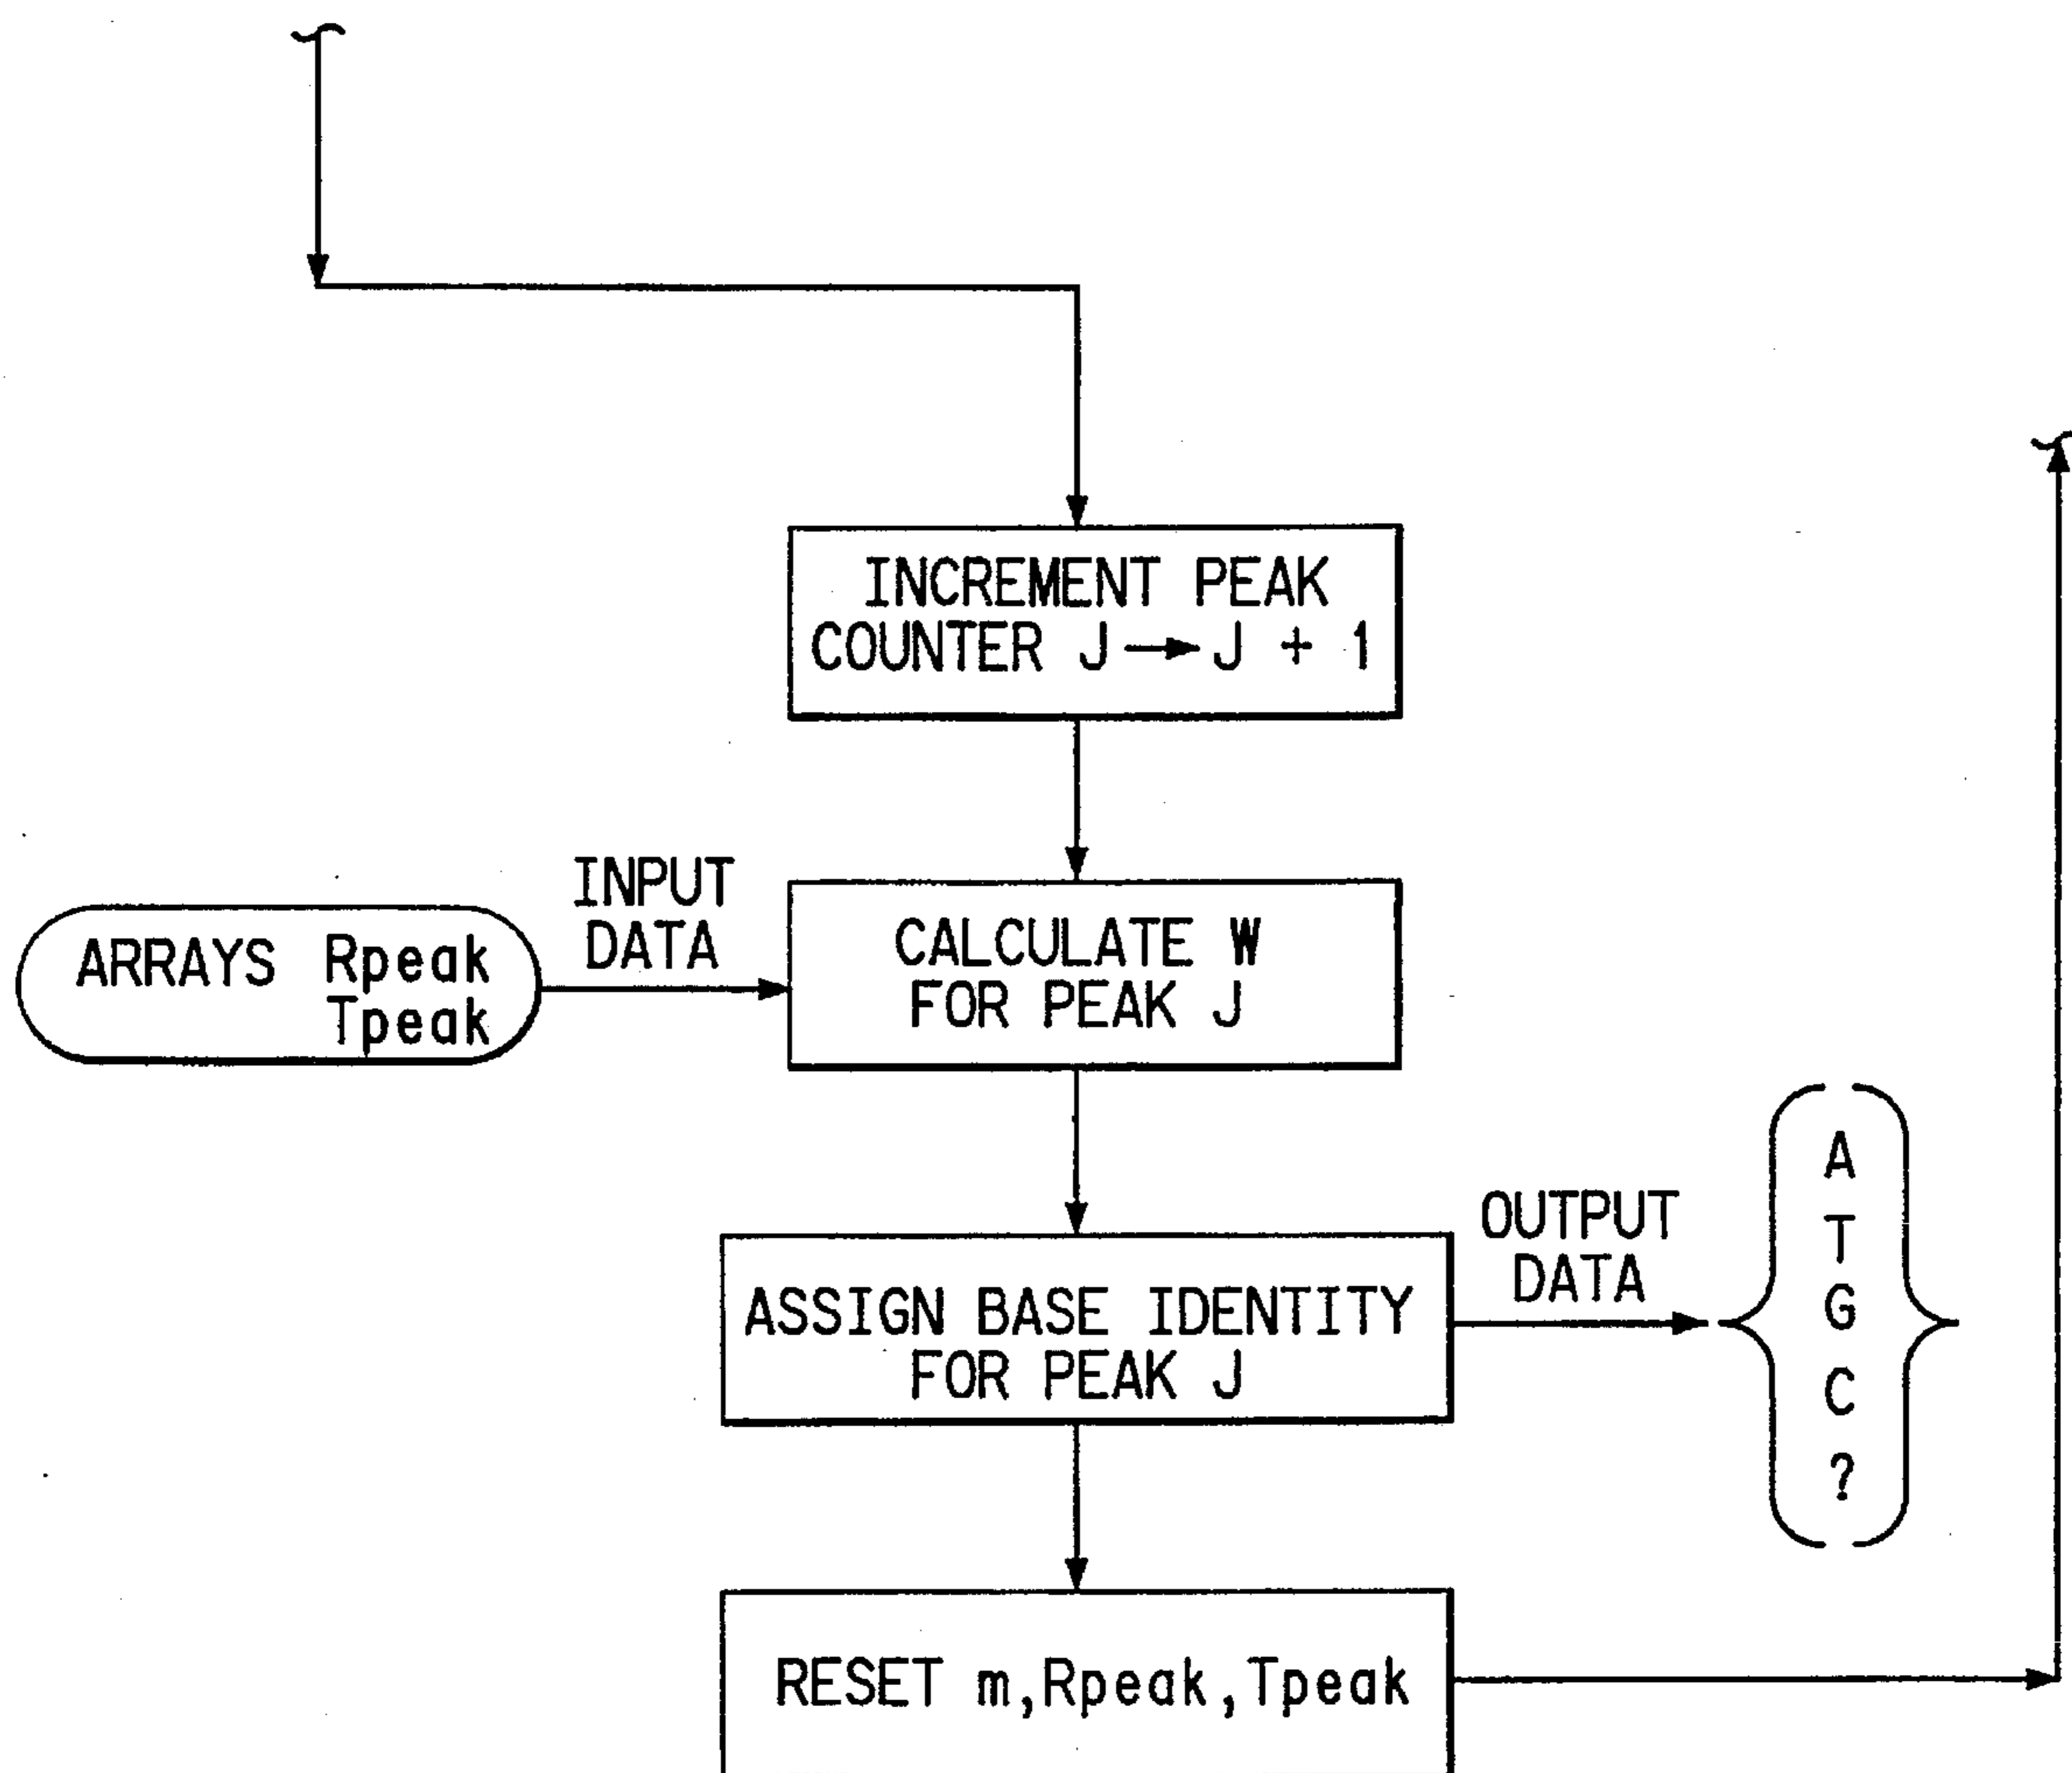 INCREMENT PEAK
COUNTER J → J + 1
INPUT
DATA
ARRAYS Rpeak
Tpeak
CALCULATE W
FOR PEAK J
OUTPUT
DATA
ASSIGN BASE IDENTITY
FOR PEAK J
A
T
G
C
?
RESET m,Rpeak,Tpeak